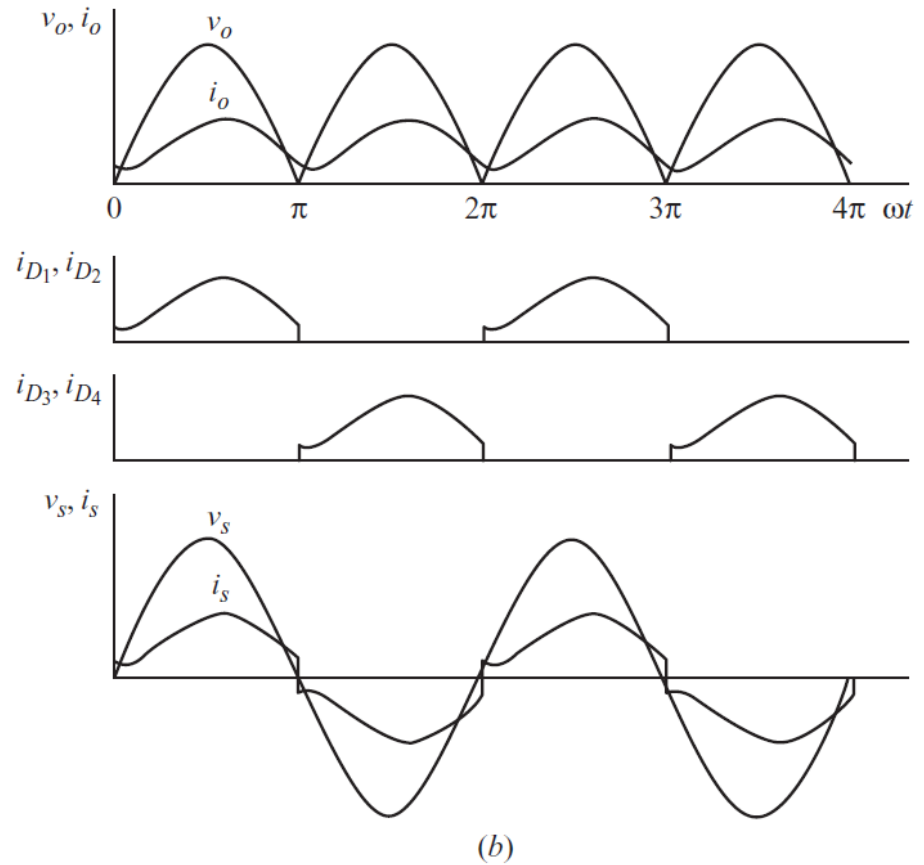 v_o, i_o
v_o
i_o
0 π 2π 3π 4π ωt
i_D1, i_D2
i_D3, i_D4
v_s, i_s
v_s
i_s
(b)